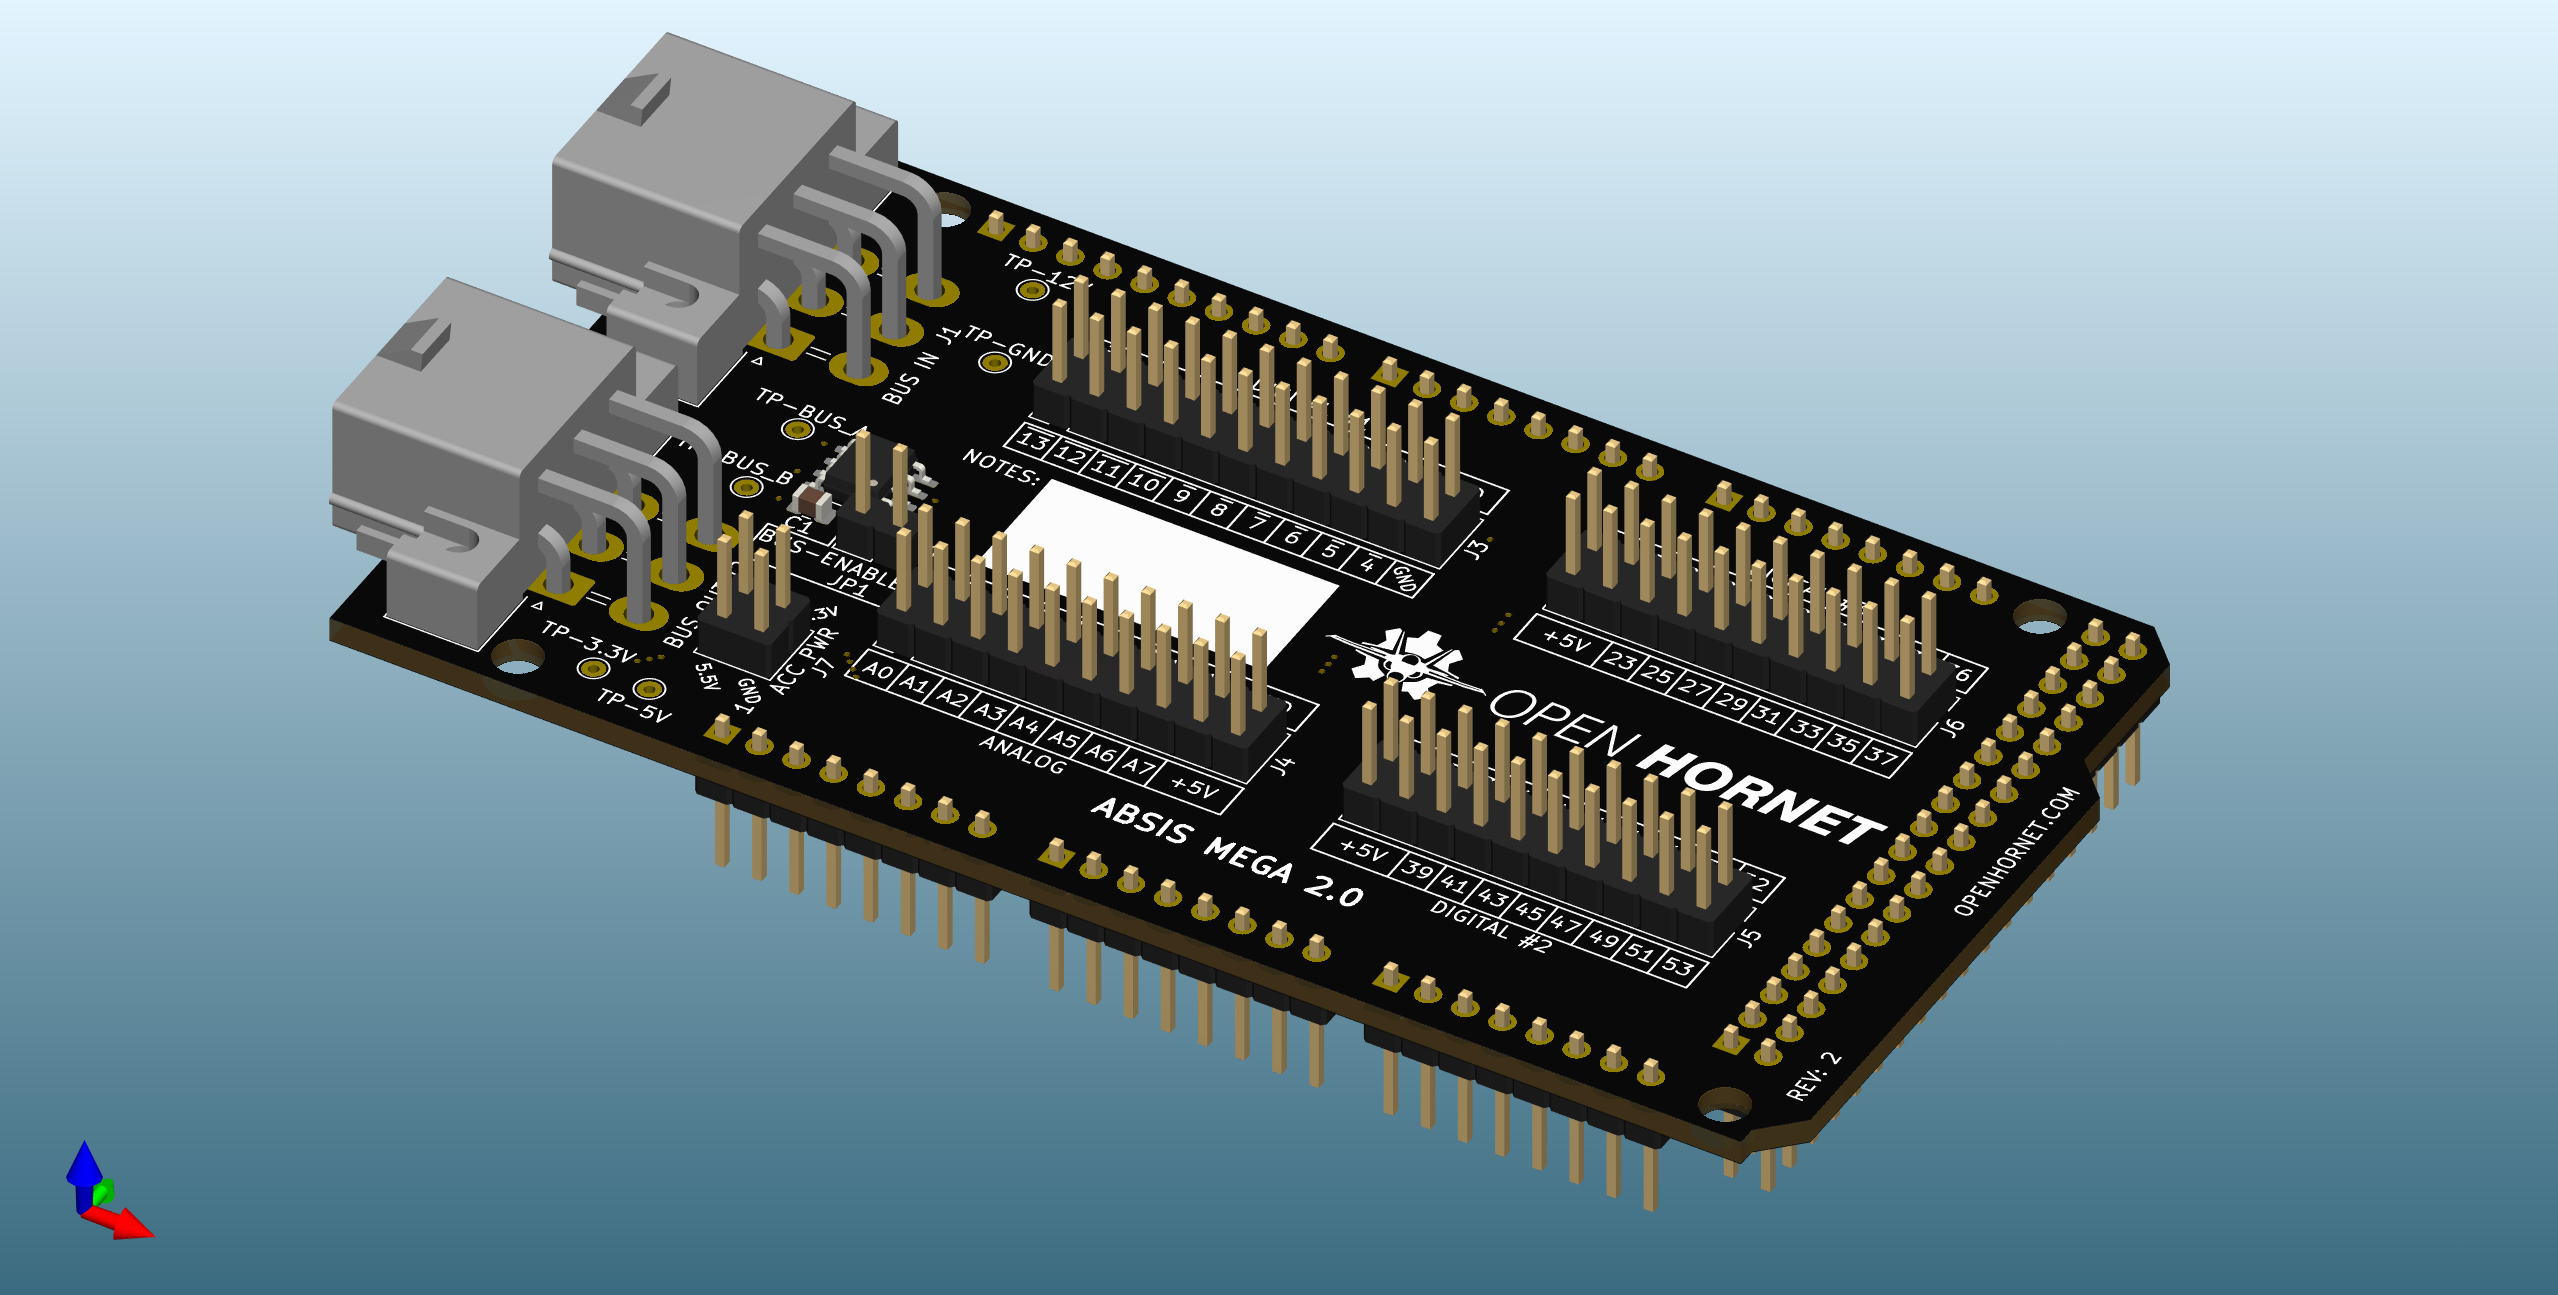 TP-12
J1
TP-GND
BUS IN
TP-BUS_A
BUS_B
C1
BUS-ENABLE
JP1
NOTES:
13 12 11 10 9 8 7 6 5 4 GND
J3
TP-3.3V
TP-5V
BUS
5.5V
GND
1
ACC PWR
J7
A0 A1 A2 A3 A4 A5 A6 A7 +5V
ANALOG
J4
+5V 23 25 27 29 31 33 35 37
J6
OPEN HORNET
ABSIS MEGA 2.0
+5V 39 41 43 45 47 49 51 53
DIGITAL #2
J5
OPENHORNET.COM
REV: 2